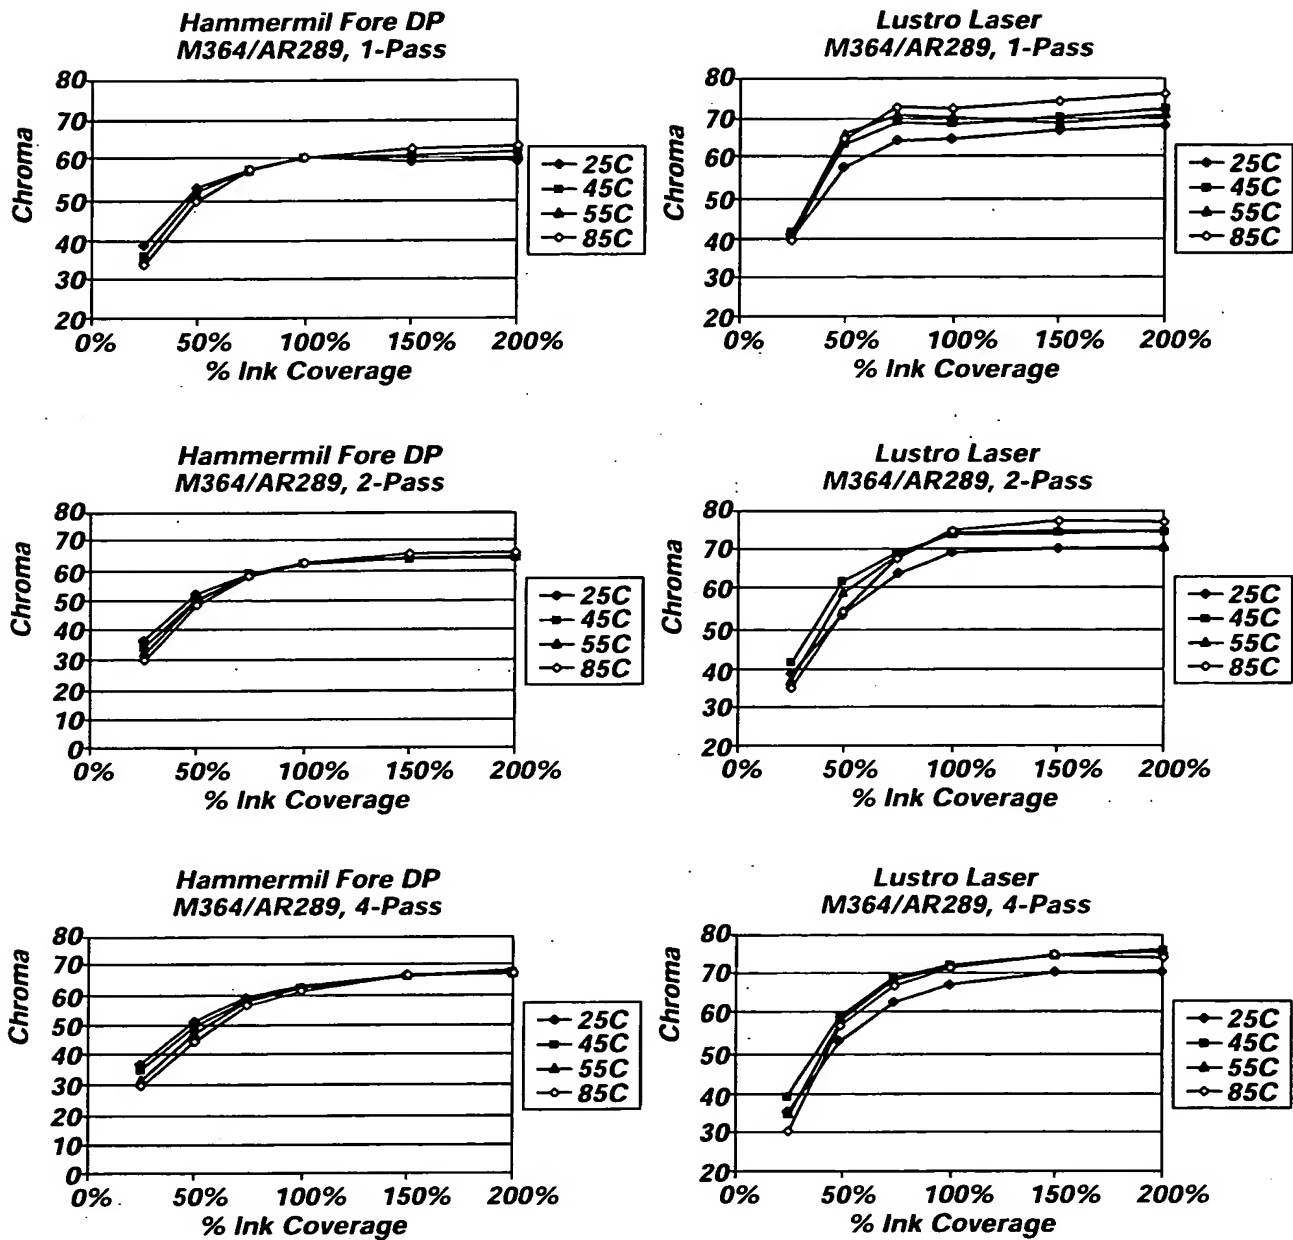 Hammermil Fore DP
M364/AR289, 1-Pass
Chroma
80
70
60
50
40
30
20
0% 50% 100% 150% 200%
% Ink Coverage
25C
45C
55C
85C
Lustro Laser
M364/AR289, 1-Pass
Chroma
80
70
60
50
40
30
20
0% 50% 100% 150% 200%
% Ink Coverage
25C
45C
55C
85C
Hammermil Fore DP
M364/AR289, 2-Pass
Chroma
80
70
60
50
40
30
20
10
0
0% 50% 100% 150% 200%
% Ink Coverage
25C
45C
55C
85C
Lustro Laser
M364/AR289, 2-Pass
Chroma
80
70
60
50
40
30
20
0% 50% 100% 150% 200%
% Ink Coverage
25C
45C
55C
85C
Hammermil Fore DP
M364/AR289, 4-Pass
Chroma
80
70
60
50
40
30
20
10
0
0% 50% 100% 150% 200%
% Ink Coverage
25C
45C
55C
85C
Lustro Laser
M364/AR289, 4-Pass
Chroma
80
70
60
50
40
30
20
0% 50% 100% 150% 200%
% Ink Coverage
25C
45C
55C
85C